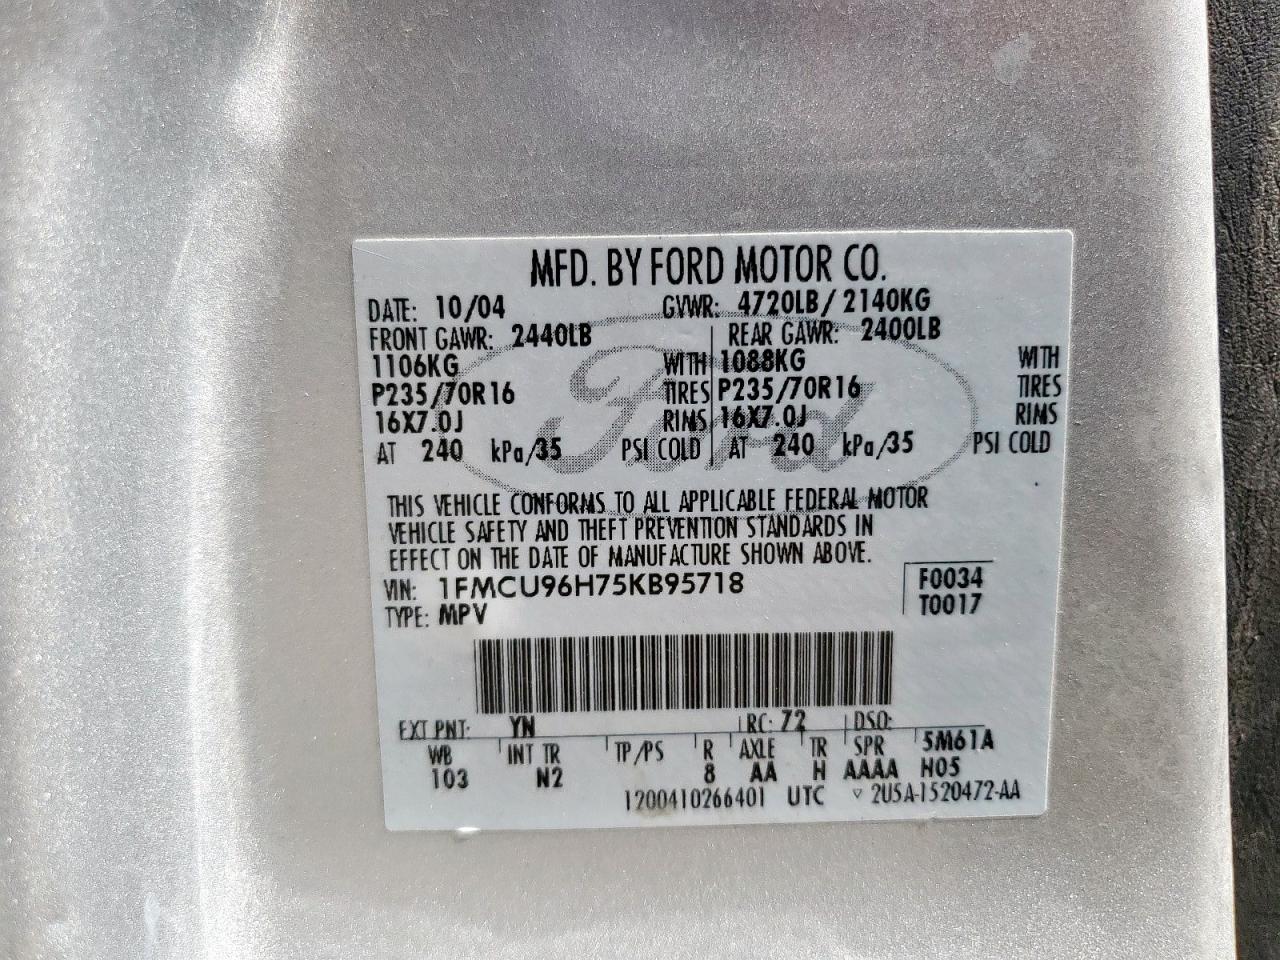 MFD. BY FORD MOTOR CO.
DATE: 10/04 GVWR: 4720LB/ 2140KG
FRONT GAWR: 2440LB REAR GAWR: 2400LB
1106KG WITH 1088KG WITH
P235/70R16 TIRES P235/70R16 TIRES
16X7.0J RIMS 16X7.0J RIMS
AT 240 kPa/35 PSI COLD AT 240 kPa/35 PSI COLD
Ford
THIS VEHICLE CONFORMS TO ALL APPLICABLE FEDERAL MOTOR
VEHICLE SAFETY AND THEFT PREVENTION STANDARDS IN
EFFECT ON THE DATE OF MANUFACTURE SHOWN ABOVE.
VIN: 1FMCU96H75KB95718 F0034
TYPE: MPV T0017
EXT PNT: YN RC: 72 DSO:
WB INT TR TP/PS R AXLE TR SPR 5M61A
103 N2 8 AA H AAAA H05
1200410266401 UTC ▽ 2U5A-1520472-AA